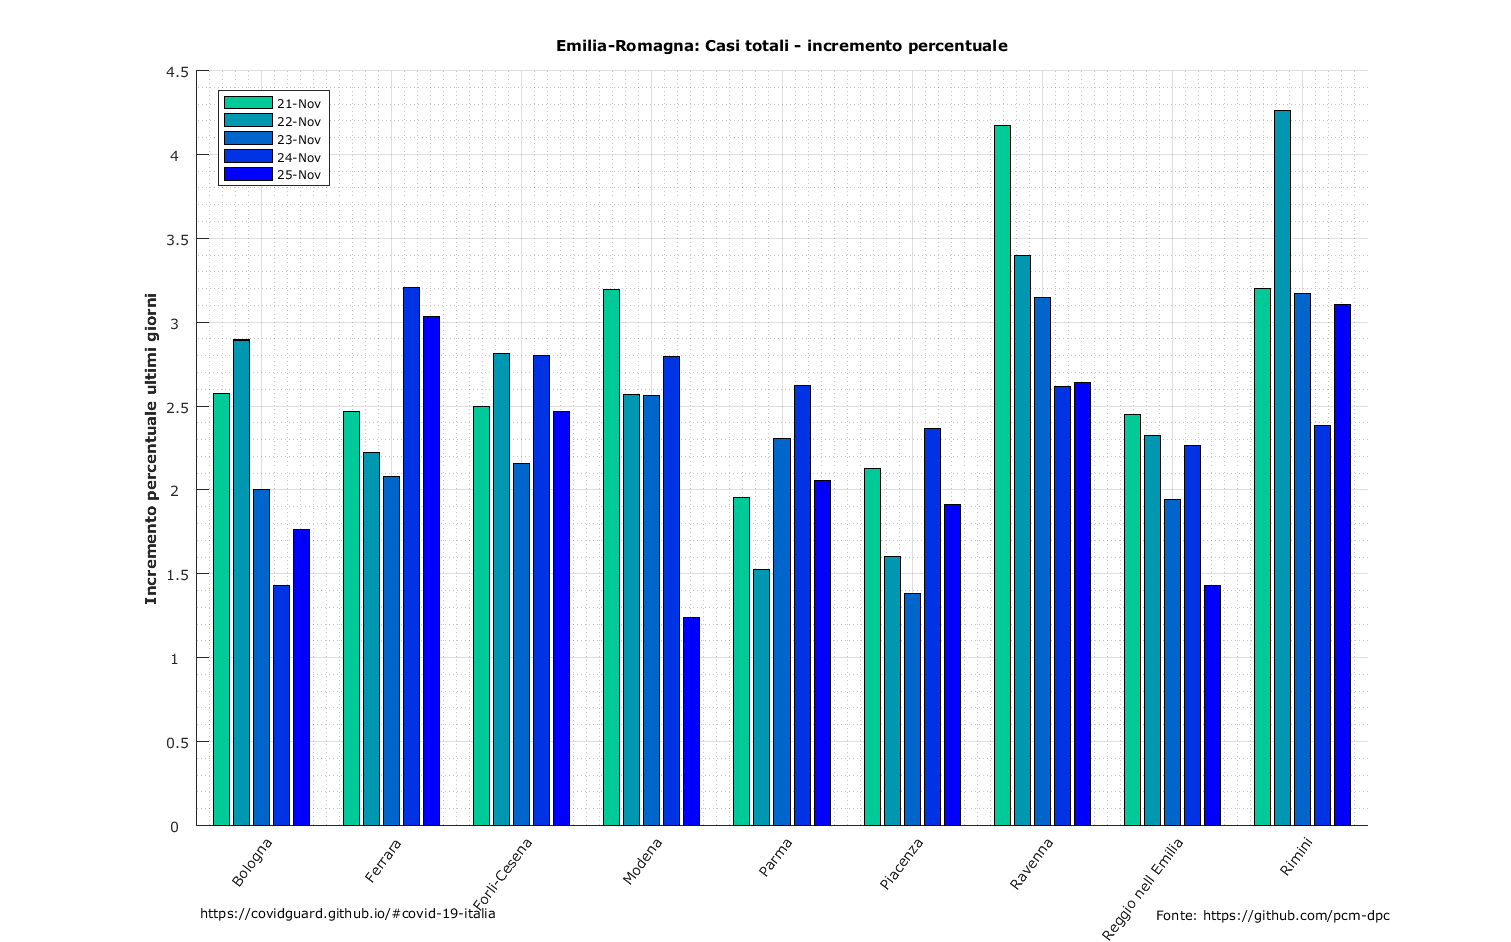 Emilia-Romagna: Casi totali - incremento percentuale
Incremento percentuale ultimi giorni
4.5
4
3.5
3
2.5
2
1.5
1
0.5
0
21-Nov
22-Nov
23-Nov
24-Nov
25-Nov
Bologna
Ferrara
Forlì-Cesena
Modena
Parma
Piacenza
Ravenna
Reggio nell Emilia
Rimini
https://covidguard.github.io/#covid-19-italia
Fonte: https://github.com/pcm-dpc